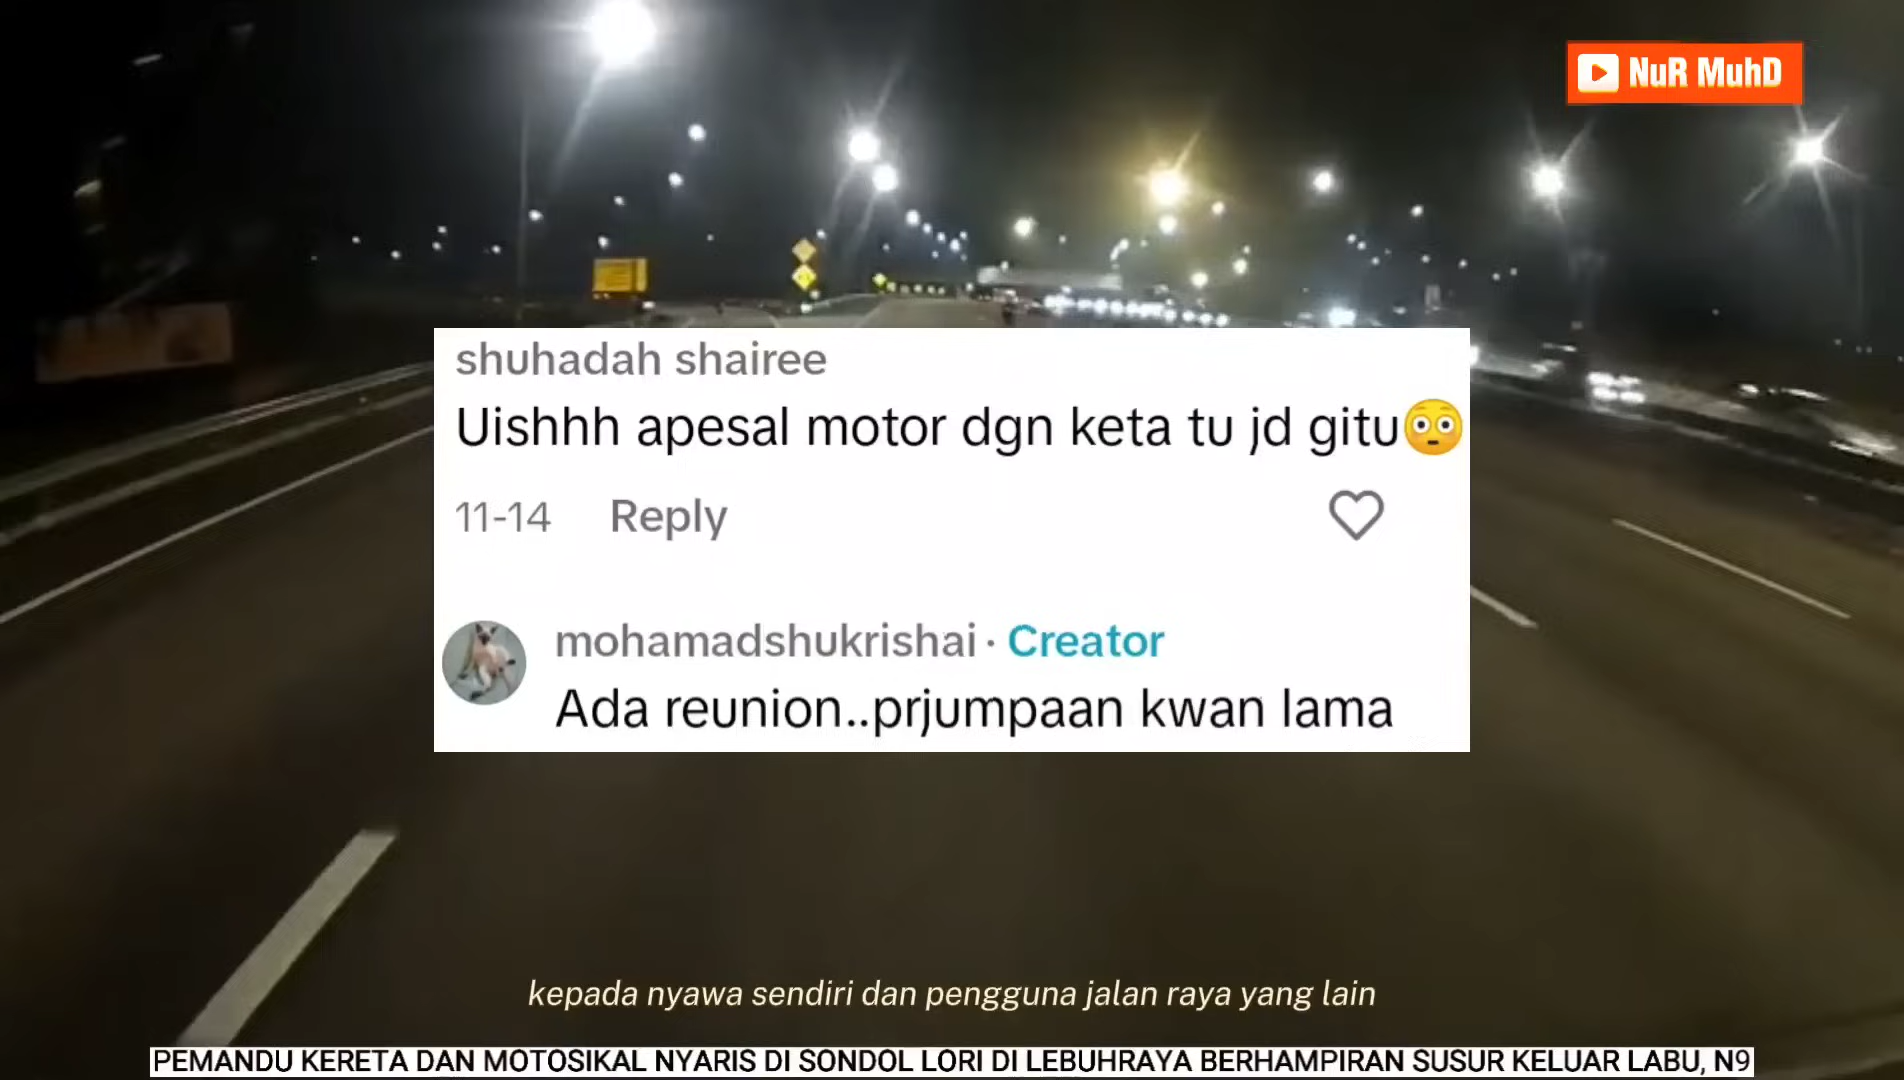 NuR MuhD
shuhadah shairee
Uishhh apesal motor dgn keta tu jd gitu😳
11-14 Reply
mohamadshukrishai · Creator
Ada reunion..prjumpaan kwan lama
kepada nyawa sendiri dan pengguna jalan raya yang lain
PEMANDU KERETA DAN MOTOSIKAL NYARIS DI SONDOL LORI DI LEBUHRAYA BERHAMPIRAN SUSUR KELUAR LABU, N9